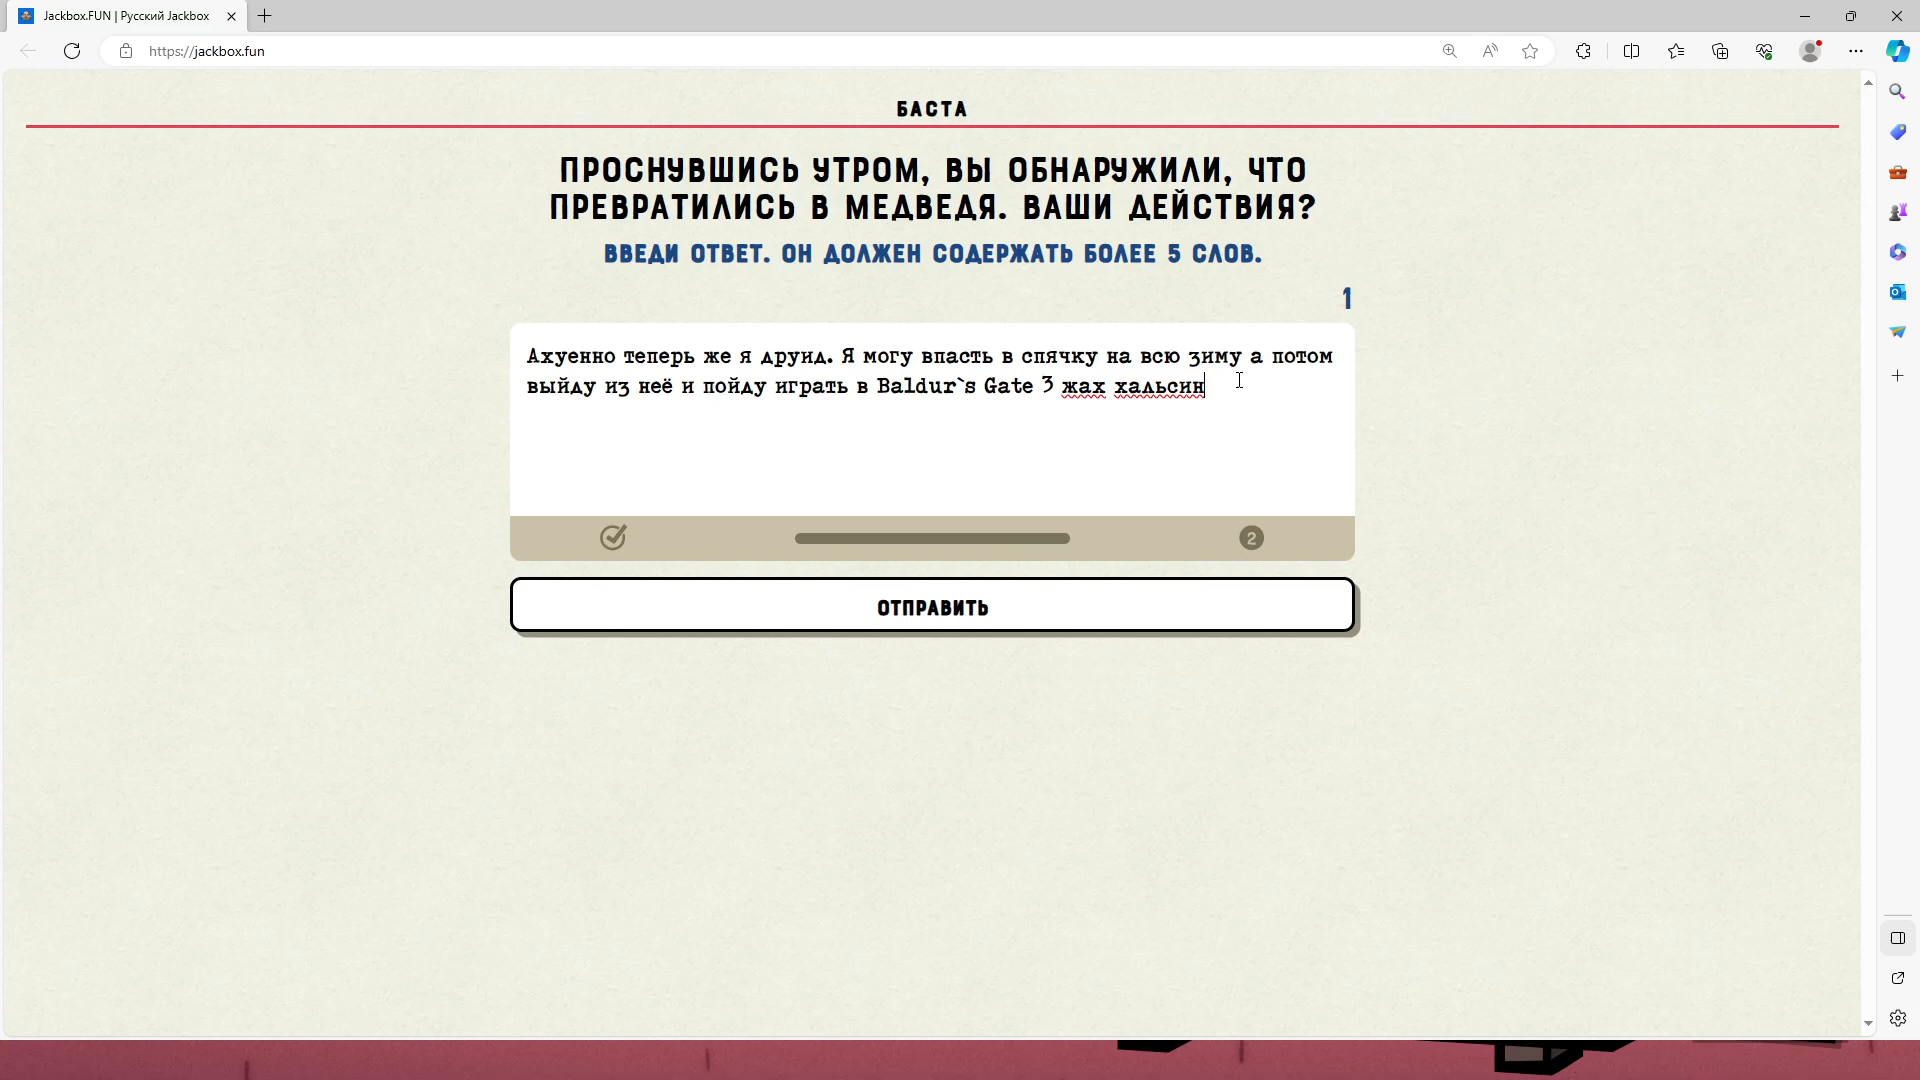 Jackbox.FUN | Русский Jackbox
https://jackbox.fun
БАСТА
ПРОСНУВШИСЬ УТРОМ, ВЫ ОБНАРУЖИЛИ, ЧТО
ПРЕВРАТИЛИСЬ В МЕДВЕДЯ. ВАШИ ДЕЙСТВИЯ?
ВВЕДИ ОТВЕТ. ОН ДОЛЖЕН СОДЕРЖАТЬ БОЛЕЕ 5 СЛОВ.
1
Ахуенно теперь же я друид. Я могу впасть в спячку на всю зиму а потом
выйду из неё и пойду играть в Baldur`s Gate 3 жах хальсин
2
ОТПРАВИТЬ